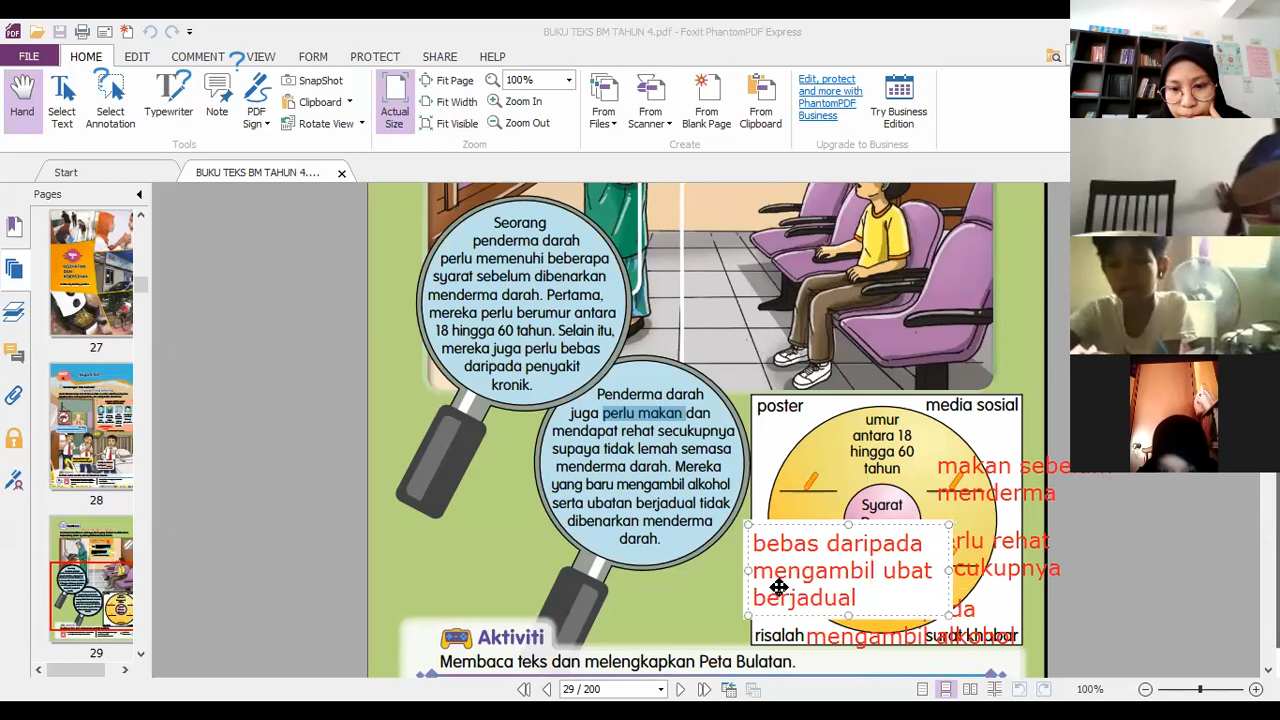 BUKU TEKS BM TAHUN 4.pdf - Foxit PhantomPDF Express
FILE HOME EDIT COMMENT VIEW FORM PROTECT SHARE HELP
Hand
Select Text
Select Annotation
Typewriter
Note
PDF Sign
SnapShot
Clipboard
Rotate View
Tools
Actual Size
Fit Page
Fit Width
Fit Visible
100%
Zoom In
Zoom Out
Zoom
From Files
From Scanner
From Blank Page
From Clipboard
Create
Edit, protect
and more with
PhantomPDF
Business
Try Business Edition
Upgrade to Business
Start
BUKU TEKS BM TAHUN 4....
Pages
27
28
29
Seorang
penderma darah
perlu memenuhi beberapa
syarat sebelum dibenarkan
menderma darah. Pertama,
mereka perlu berumur antara
18 hingga 60 tahun. Selain itu,
mereka juga perlu bebas
daripada penyakit
kronik.
Penderma darah
juga perlu makan dan
mendapat rehat secukupnya
supaya tidak lemah semasa
menderma darah. Mereka
yang baru mengambil alkohol
serta ubatan berjadual tidak
dibenarkan menderma
darah.
poster
media sosial
umur
antara 18
hingga 60
tahun
makan
menderma
Syarat
bebas daripada
mengambil ubat
berjadual
rehat
risalah
mengambil alkohol
surat khabar
Aktiviti
Membaca teks dan melengkapkan Peta Bulatan.
29 / 200
100%